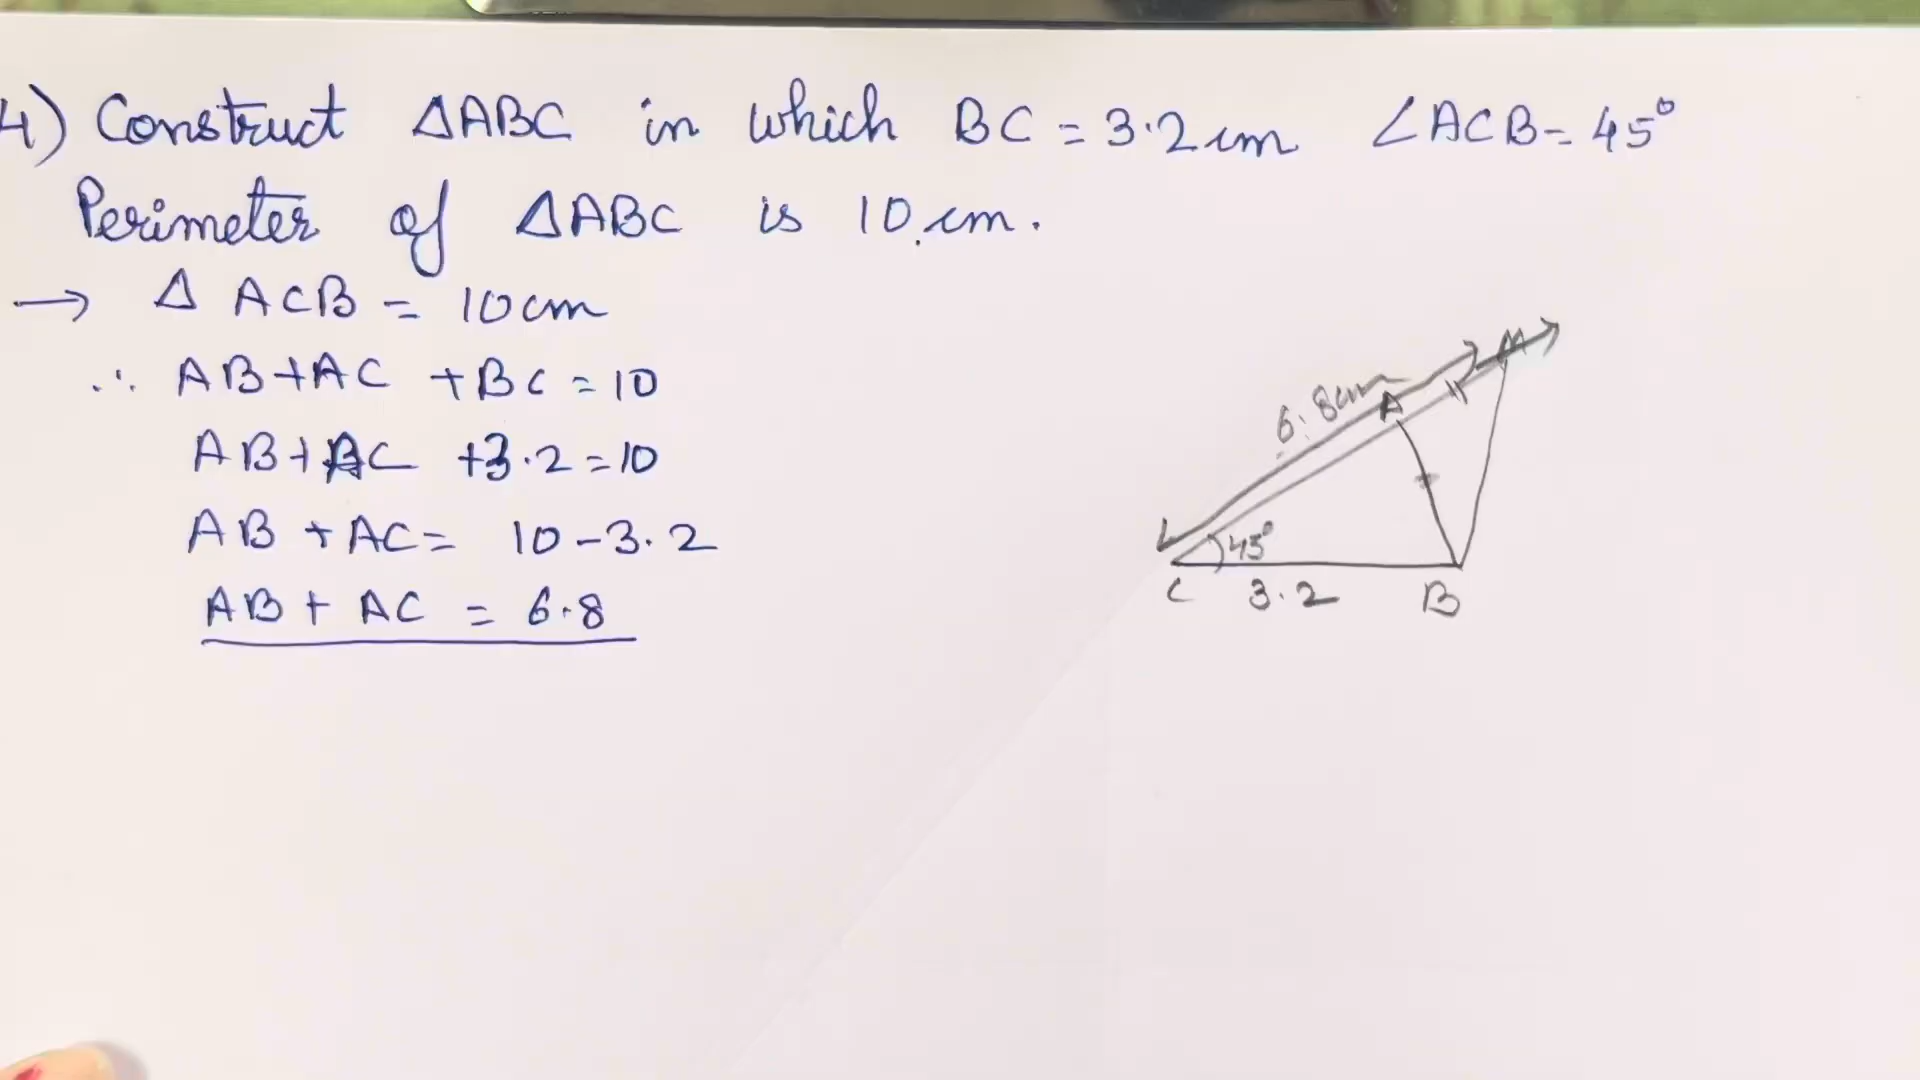 4) Construct △ABC in which BC = 3.2 cm ∠ACB = 45°
Perimeter of △ABC is 10 cm.
→ △ ACB = 10cm
∴ AB + AC + BC = 10
AB + AC + 3.2 = 10
AB + AC = 10 - 3.2
AB + AC = 6.8
6.8cm
A
45°
C 3.2 B